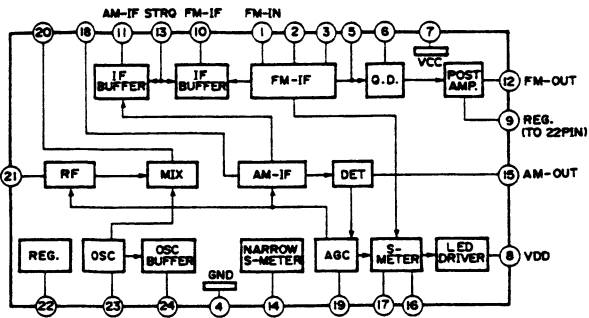 AM-IF STRQ FM-IF FM-IN
20 18 11 13 10 1 2 3 5 6 7
VCC
IF BUFFER
IF BUFFER
FM-IF
Q.D.
POST AMP.
12 FM-OUT
9 REG.
(TO 22PIN)
21
RF
MIX
AM-IF
DET
15 AM-OUT
REG.
OSC
OSC BUFFER
NARROW S-METER
AGC
S-METER
LED DRIVER
8 VDD
GND
22 23 24 4 14 19 17 16